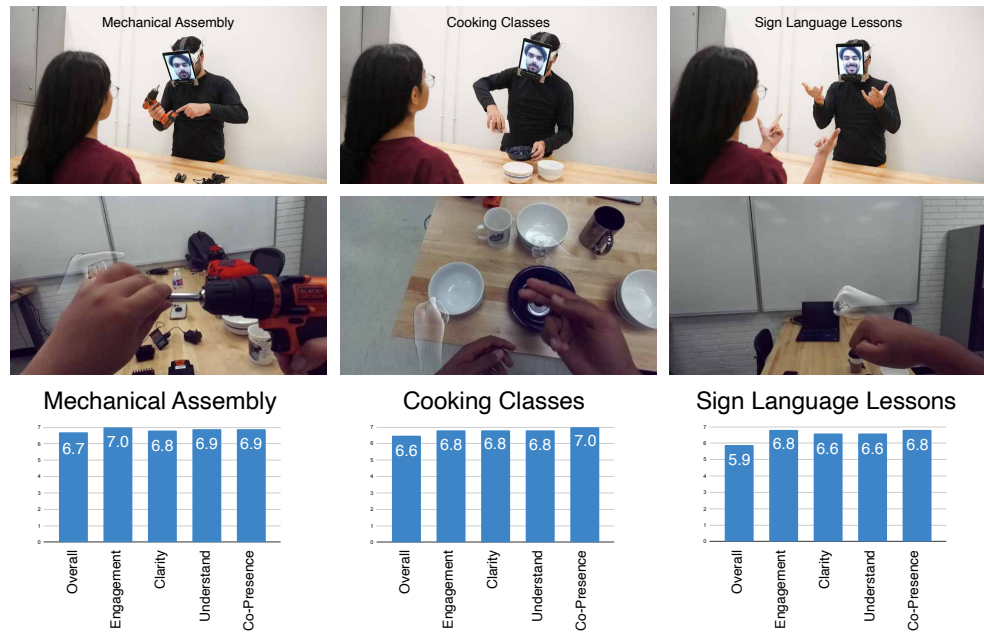 Mechanical Assembly
Cooking Classes
Sign Language Lessons
BLACK+
DECKER
Mechanical Assembly
7
6
5
4
3
2
1
0
6.7
7.0
6.8
6.9
6.9
Overall
Engagement
Clarity
Understand
Co-Presence
Cooking Classes
7
6
5
4
3
2
1
0
6.6
6.8
6.8
6.8
7.0
Overall
Engagement
Clarity
Understand
Co-Presence
Sign Language Lessons
7
6
5
4
3
2
1
0
5.9
6.8
6.6
6.6
6.8
Overall
Engagement
Clarity
Understand
Co-Presence